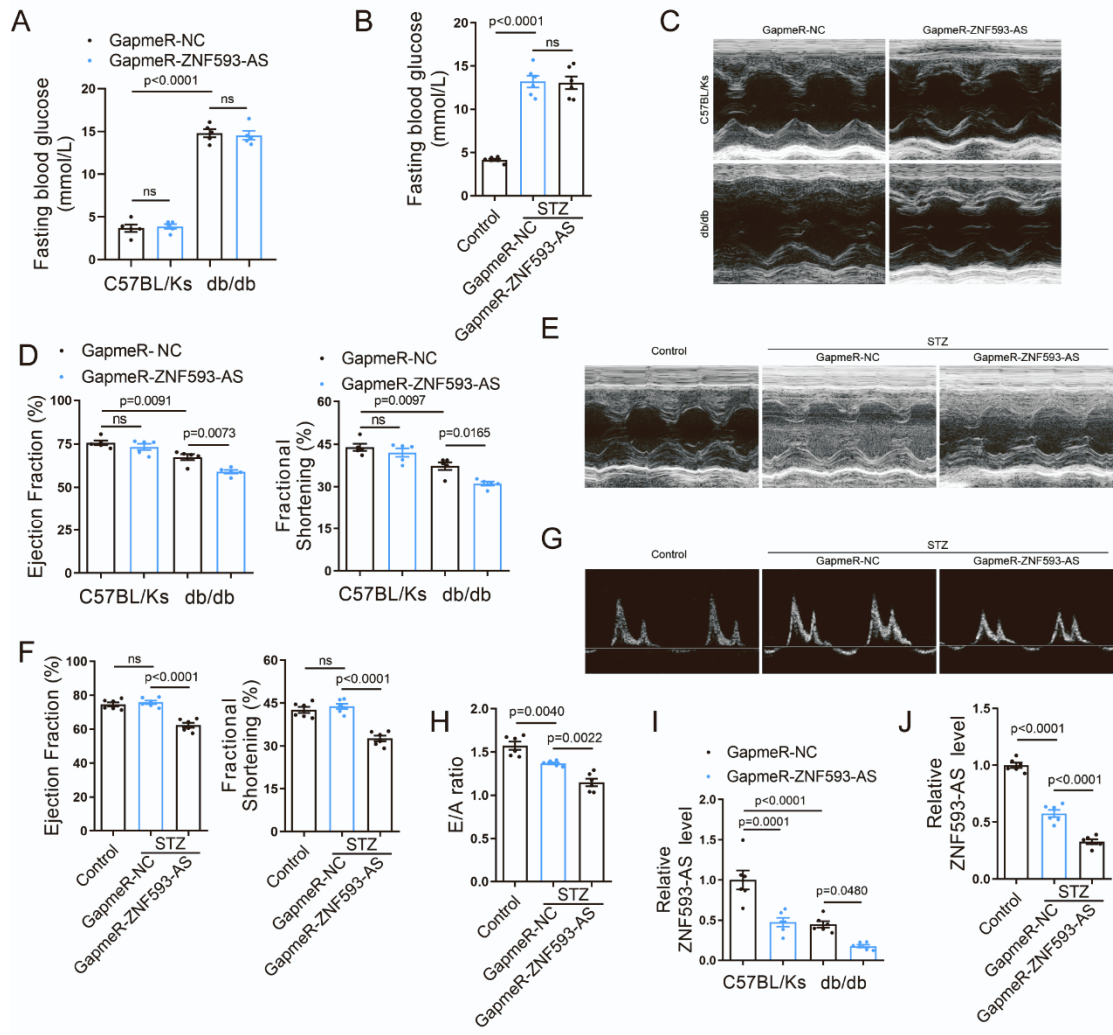 A
GapmeR-NC
GapmeR-ZNF593-AS
p<0.0001
ns
ns
Fasting blood glucose
(mmol/L)
20
15
10
5
0
C57BL/Ks
db/db
B
p<0.0001
ns
Fasting blood glucose
(mmol/L)
20
15
10
5
0
Control
GapmeR-NC
GapmeR-ZNF593-AS
STZ
C
GapmeR-NC
GapmeR-ZNF593-AS
C57BL/Ks
db/db
D
GapmeR- NC
GapmeR-ZNF593-AS
p=0.0091
ns
p=0.0073
Ejection Fraction (%)
100
75
50
25
0
C57BL/Ks
db/db
GapmeR-NC
GapmeR-ZNF593-AS
p=0.0097
ns
p=0.0165
Fractional
Shortening (%)
60
45
30
15
0
C57BL/Ks
db/db
E
Control
STZ
GapmeR-NC
GapmeR-ZNF593-AS
F
ns
p<0.0001
Ejection Fraction (%)
100
80
60
40
20
0
Control
GapmeR-NC
GapmeR-ZNF593-AS
STZ
ns
p<0.0001
Fractional
Shortening (%)
60
45
30
15
0
Control
GapmeR-NC
GapmeR-ZNF593-AS
STZ
G
Control
STZ
GapmeR-NC
GapmeR-ZNF593-AS
H
p=0.0040
p=0.0022
E/A ratio
2.0
1.5
1.0
0.5
0.0
Control
GapmeR-NC
GapmeR-ZNF593-AS
STZ
I
GapmeR-NC
GapmeR-ZNF593-AS
p<0.0001
p=0.0001
p=0.0480
Relative
ZNF593-AS level
2.0
1.5
1.0
0.5
0.0
C57BL/Ks
db/db
J
p<0.0001
p<0.0001
Relative
ZNF593-AS level
1.5
1.0
0.5
0.0
Control
GapmeR-NC
GapmeR-ZNF593-AS
STZ